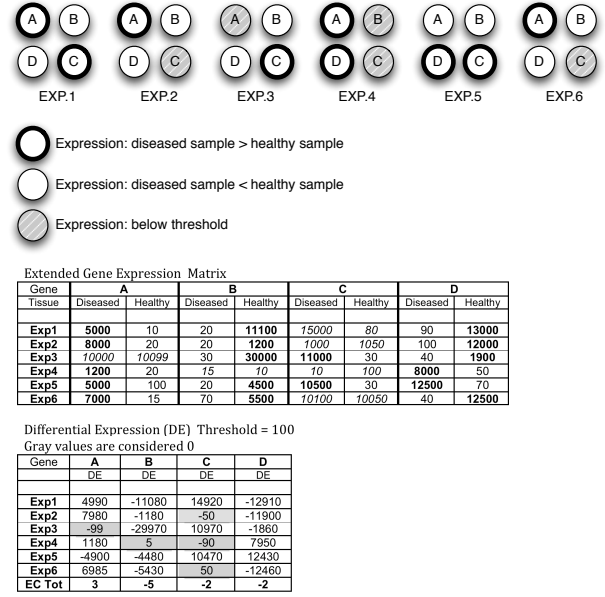 A B A B A B A B A B A B
D C D C D C D C D C D C
EXP.1 EXP.2 EXP.3 EXP.4 EXP.5 EXP.6
Expression: diseased sample > healthy sample
Expression: diseased sample < healthy sample
Expression: below threshold
Extended Gene Expression Matrix
Gene A B C D
Tissue Diseased Healthy Diseased Healthy Diseased Healthy Diseased Healthy
Exp1 5000 10 20 11100 15000 80 90 13000
Exp2 8000 20 20 1200 1000 1050 100 12000
Exp3 10000 10099 30 30000 11000 30 40 1900
Exp4 1200 20 15 10 10 100 8000 50
Exp5 5000 100 20 4500 10500 30 12500 70
Exp6 7000 15 70 5500 10100 10050 40 12500
Differential Expression (DE) Threshold = 100
Gray values are considered 0
Gene A B C D
DE DE DE DE
Exp1 4990 -11080 14920 -12910
Exp2 7980 -1180 -50 -11900
Exp3 -99 -29970 10970 -1860
Exp4 1180 5 -90 7950
Exp5 -4900 -4480 10470 12430
Exp6 6985 -5430 50 -12460
EC Tot 3 -5 -2 -2